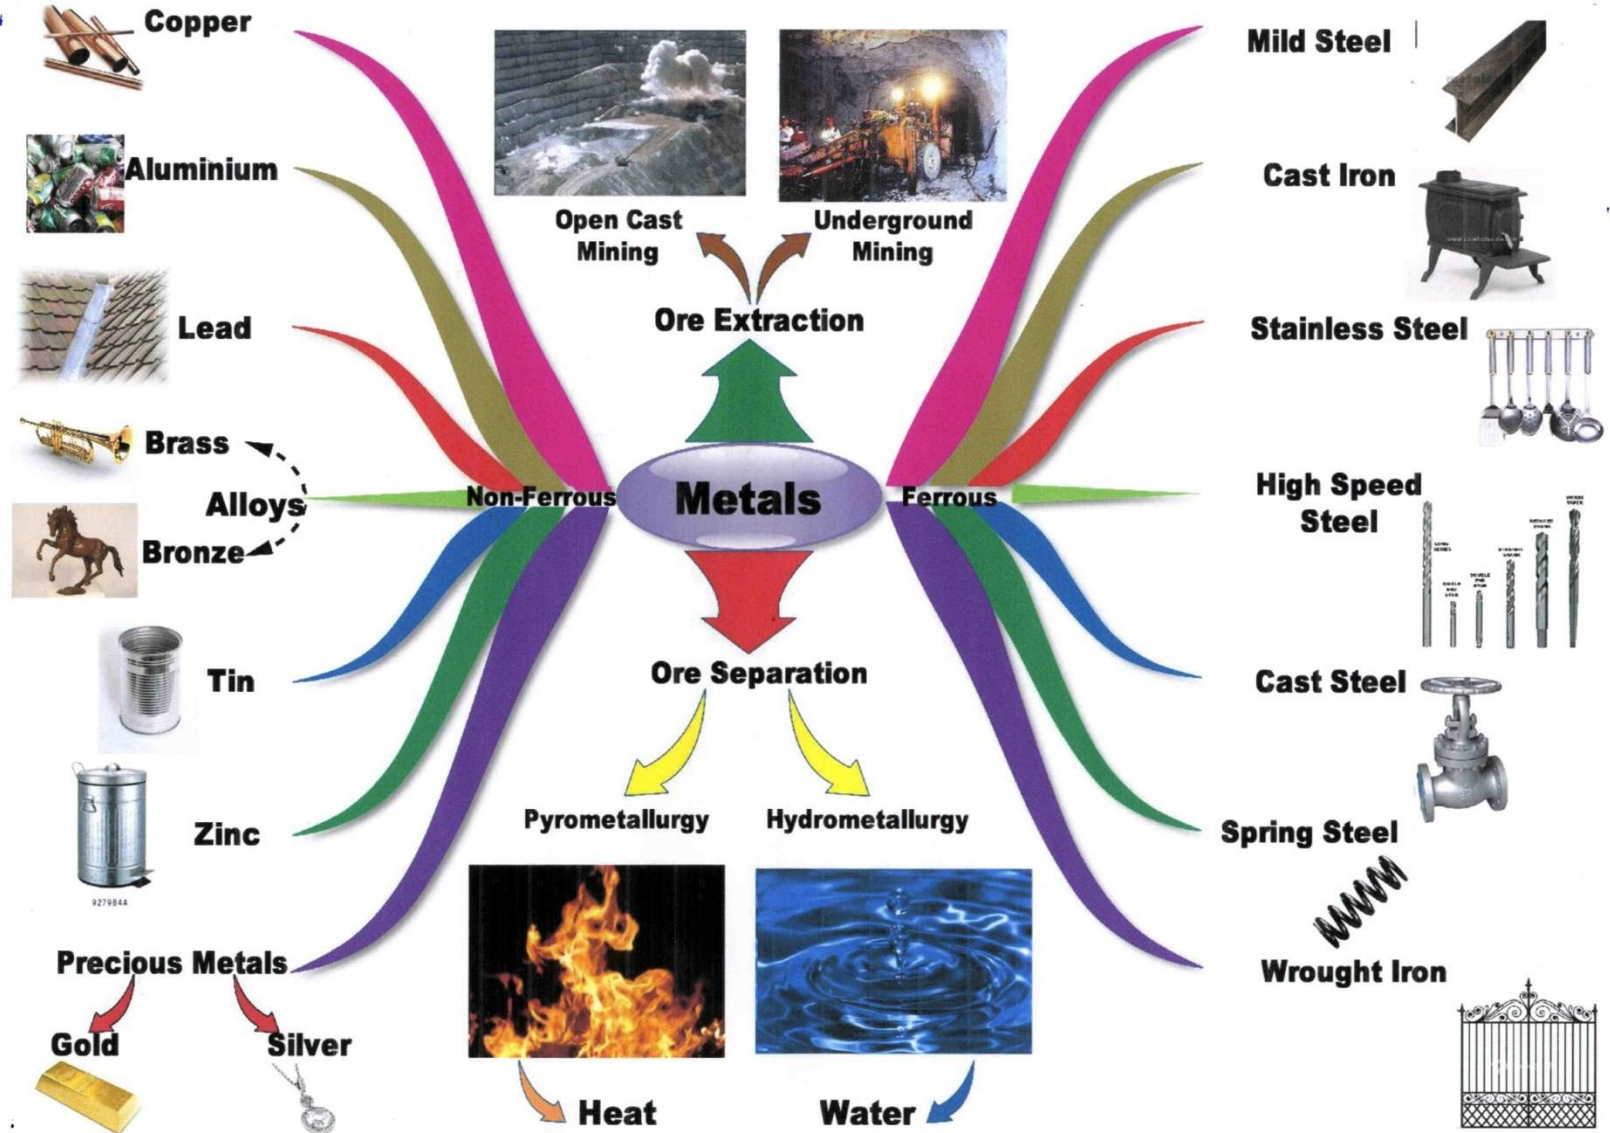 Copper
Aluminium
Lead
Brass
Alloys
Bronze
Tin
Zinc
927984A
Precious Metals
Gold
Silver
Non-Ferrous
Open Cast
Mining
Underground
Mining
Ore Extraction
Metals
Ore Separation
Pyrometallurgy
Hydrometallurgy
Heat
Water
Ferrous
Mild Steel
Cast Iron
Stainless Steel
High Speed
Steel
Cast Steel
Spring Steel
Wrought Iron